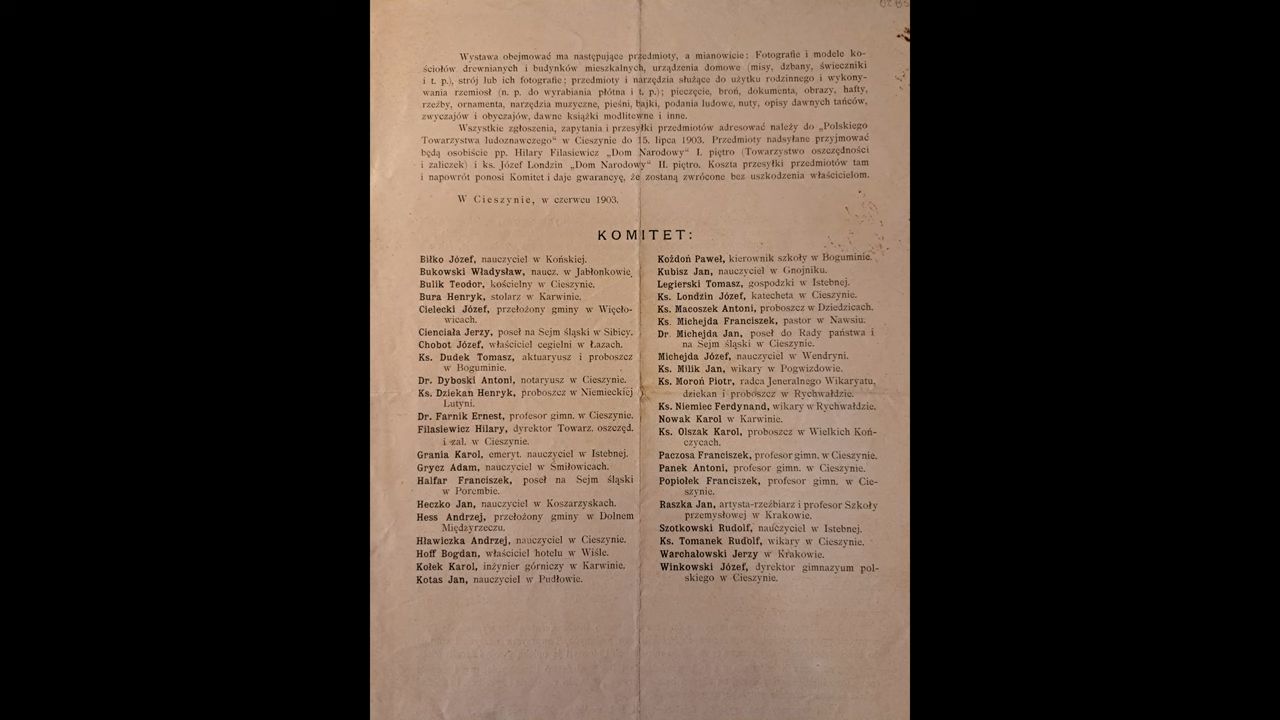 Wystawa obejmować ma następujące przedmioty, a mianowicie: Fotografie i modele ko-
ściołów drewnianych i budynków mieszkalnych, urządzenia domowe (misy, dzbany, świeczniki
i t. p.), strój lub ich fotografie; przedmioty i narzędzia służące do użytku rodzinnego i wykony-
wania rzemiosł (n. p. do wyrabiania płótna i t. p.); pieczęcie, broń, dokumenta, obrazy, hafty,
rzeźby, ornamenta, narzędzia muzyczne, pieśni, bajki, podania ludowe, nuty, opisy dawnych tańców,
zwyczajów i obyczajów, dawne książki modlitewne i inne.
Wszystkie zgłoszenia, zapytania i przesyłki przedmiotów adresować należy do „Polskiego
Towarzystwa ludoznawczego“ w Cieszynie do 15. lipca 1903. Przedmioty nadsyłane przyjmować
będą osobiście pp. Hilary Filasiewicz „Dom Narodowy“ I. piętro (Towarzystwo oszczędności
i zaliczek) i ks. Józef Londzin „Dom Narodowy“ II. piętro. Koszta przesyłki przedmiotów tam
i napowrót ponosi Komitet i daje gwarancyę, że zostaną zwrócone bez uszkodzenia właścicielom.
W Cieszynie, w czerwcu 1903.
KOMITET:
Biłko Józef, nauczyciel w Końskiej.
Bukowski Władysław, naucz. w Jabłonkowie.
Bulik Teodor, kościelny w Cieszynie.
Bura Henryk, stolarz w Karwinie.
Cielecki Józef, przełożony gminy w Więcło-
wicach.
Cienciała Jerzy, poseł na Sejm śląski w Sibicy.
Chobot Józef, właściciel cegielni w Łazach.
Ks. Dudek Tomasz, aktuaryusz i proboszcz
w Boguminie.
Dr. Dyboski Antoni, notaryusz w Cieszynie.
Ks. Dziekan Henryk, proboszcz w Niemieckiej
Lutyni.
Dr. Farnik Ernest, profesor gimn. w Cieszynie.
Filasiewicz Hilary, dyrektor Towarz. oszczęd.
i zal. w Cieszynie.
Grania Karol, emeryt. nauczyciel w Istebnej.
Grycz Adam, nauczyciel w Śmiłowicach.
Halfar Franciszek, poseł na Sejm śląski
w Porembie.
Heczko Jan, nauczyciel w Koszarzyskach.
Hess Andrzej, przełożony gminy w Dolnem
Międzyrzeczu.
Hławiczka Andrzej, nauczyciel w Cieszynie.
Hoff Bogdan, właściciel hotelu w Wiśle.
Kołek Karol, inżynier górniczy w Karwinie.
Kotas Jan, nauczyciel w Pudłowie.
Kożdoń Paweł, kierownik szkoły w Boguminie.
Kubisz Jan, nauczyciel w Gnojniku.
Legierski Tomasz, gospodzki w Istebnej.
Ks. Londzin Józef, katecheta w Cieszynie.
Ks. Macoszek Antoni, proboszcz w Dziedzicach.
Ks. Michejda Franciszek, pastor w Nawsiu.
Dr. Michejda Jan, poseł do Rady państwa i
na Sejm śląski w Cieszynie.
Michejda Józef, nauczyciel w Wendryni.
Ks. Milik Jan, wikary w Pogwizdowie.
Ks. Moroń Piotr, radca Jeneralnego Wikaryatu,
dziekan i proboszcz w Rychwałdzie.
Ks. Niemiec Ferdynand, wikary w Rychwałdzie.
Nowak Karol w Karwinie.
Ks. Olszak Karol, proboszcz w Wielkich Koń-
czycach.
Paczosa Franciszek, profesor gimn. w Cieszynie.
Panek Antoni, profesor gimn. w Cieszynie.
Popiołek Franciszek, profesor gimn. w Cie-
szynie.
Raszka Jan, artysta-rzeźbiarz i profesor Szkoły
przemysłowej w Krakowie.
Szotkowski Rudolf, nauczyciel w Istebnej.
Ks. Tomanek Rudolf, wikary w Cieszynie.
Warchałowski Jerzy w Krakowie.
Winkowski Józef, dyrektor gimnazyum pol-
skiego w Cieszynie.